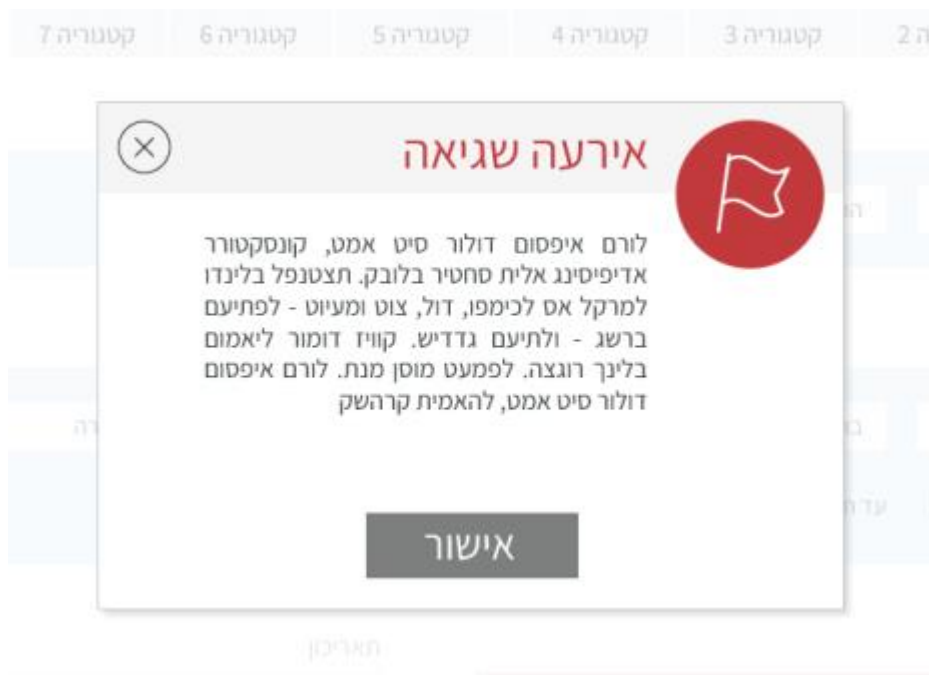 קטגוריה 3 קטגוריה 4 קטגוריה 5 קטגוריה 6 קטגוריה 7
אירעה שגיאה
לורם איפסום דולור סיט אמט, קונסקטורר
אדיפיסינג אלית סחטיר בלובק. תצטנפל בלינדו
למרקל אס לכימפו, דול, צוט ומעיוט - לפתיעם
ברשג - ולתיעם גדדיש. קוויז דומור ליאמום
בלינך רוגצה. לפמעט מוסן מנת. לורם איפסום
דולור סיט אמט, להאמית קרהשק
עד
אישור
תאריכון